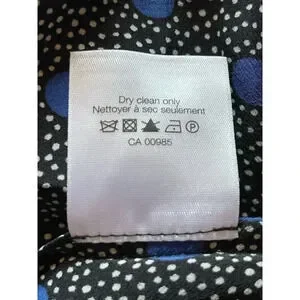 Dry clean only
Nettoyer à sec seulement
CA 00985